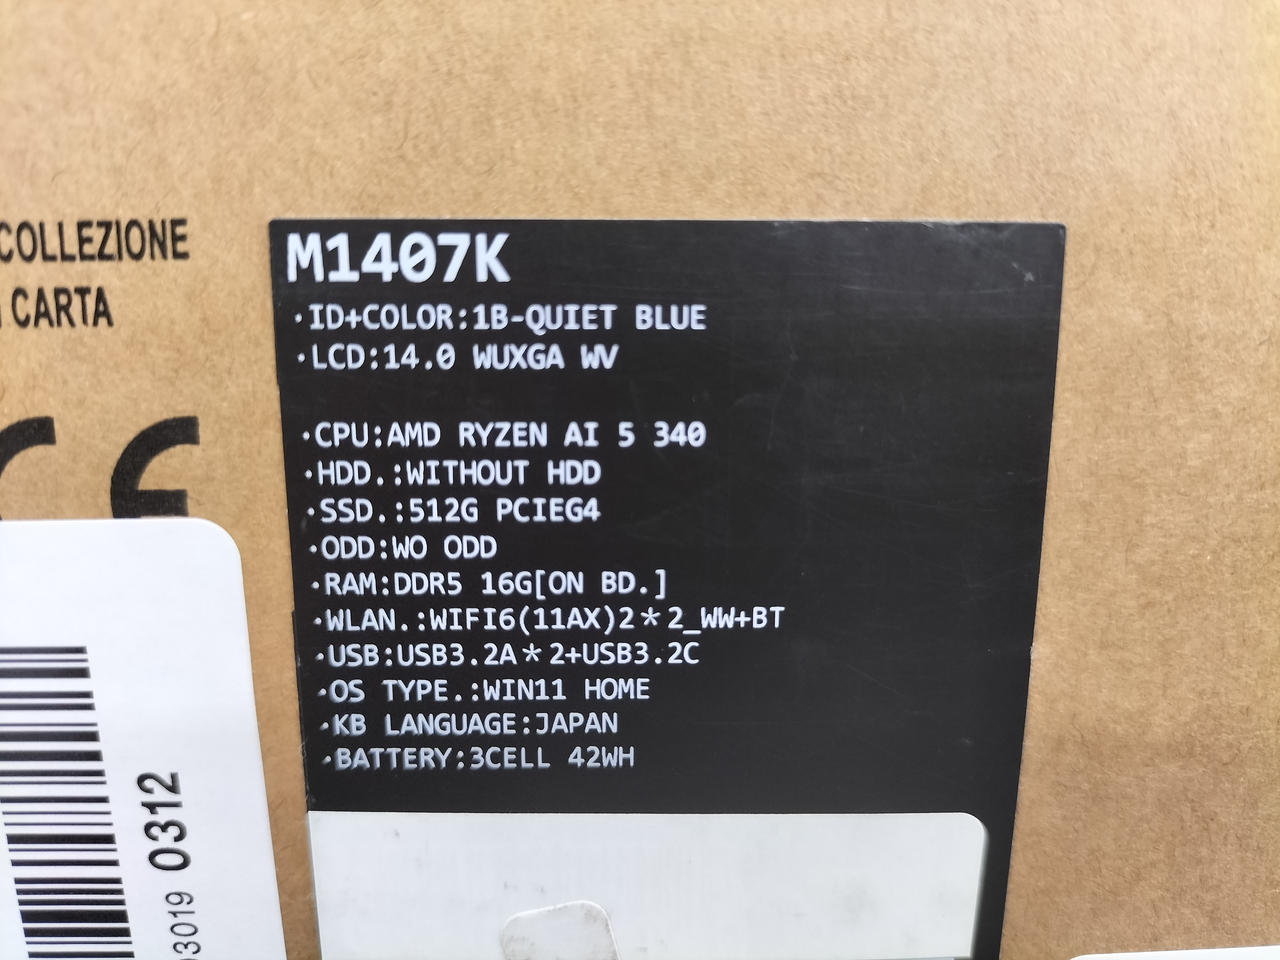 COLLEZIONE
CARTA
CE
M1407K
·ID+COLOR:1B-QUIET BLUE
·LCD:14.0 WUXGA WV
·CPU:AMD RYZEN AI 5 340
·HDD.:WITHOUT HDD
·SSD.:512G PCIEG4
·ODD:WO ODD
·RAM:DDR5 16G[ON BD.]
·WLAN.:WIFI6(11AX)2*2_WW+BT
·USB:USB3.2A*2+USB3.2C
·OS TYPE.:WIN11 HOME
·KB LANGUAGE:JAPAN
·BATTERY:3CELL 42WH
0312
3019